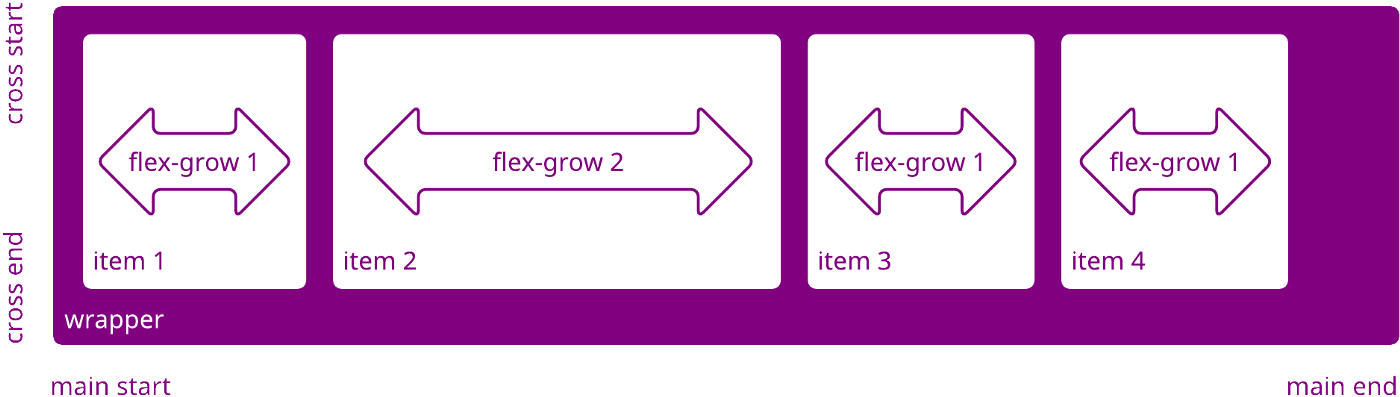 cross start
cross end
flex-grow 1
item 1
flex-grow 2
item 2
flex-grow 1
item 3
flex-grow 1
item 4
wrapper
main start
main end